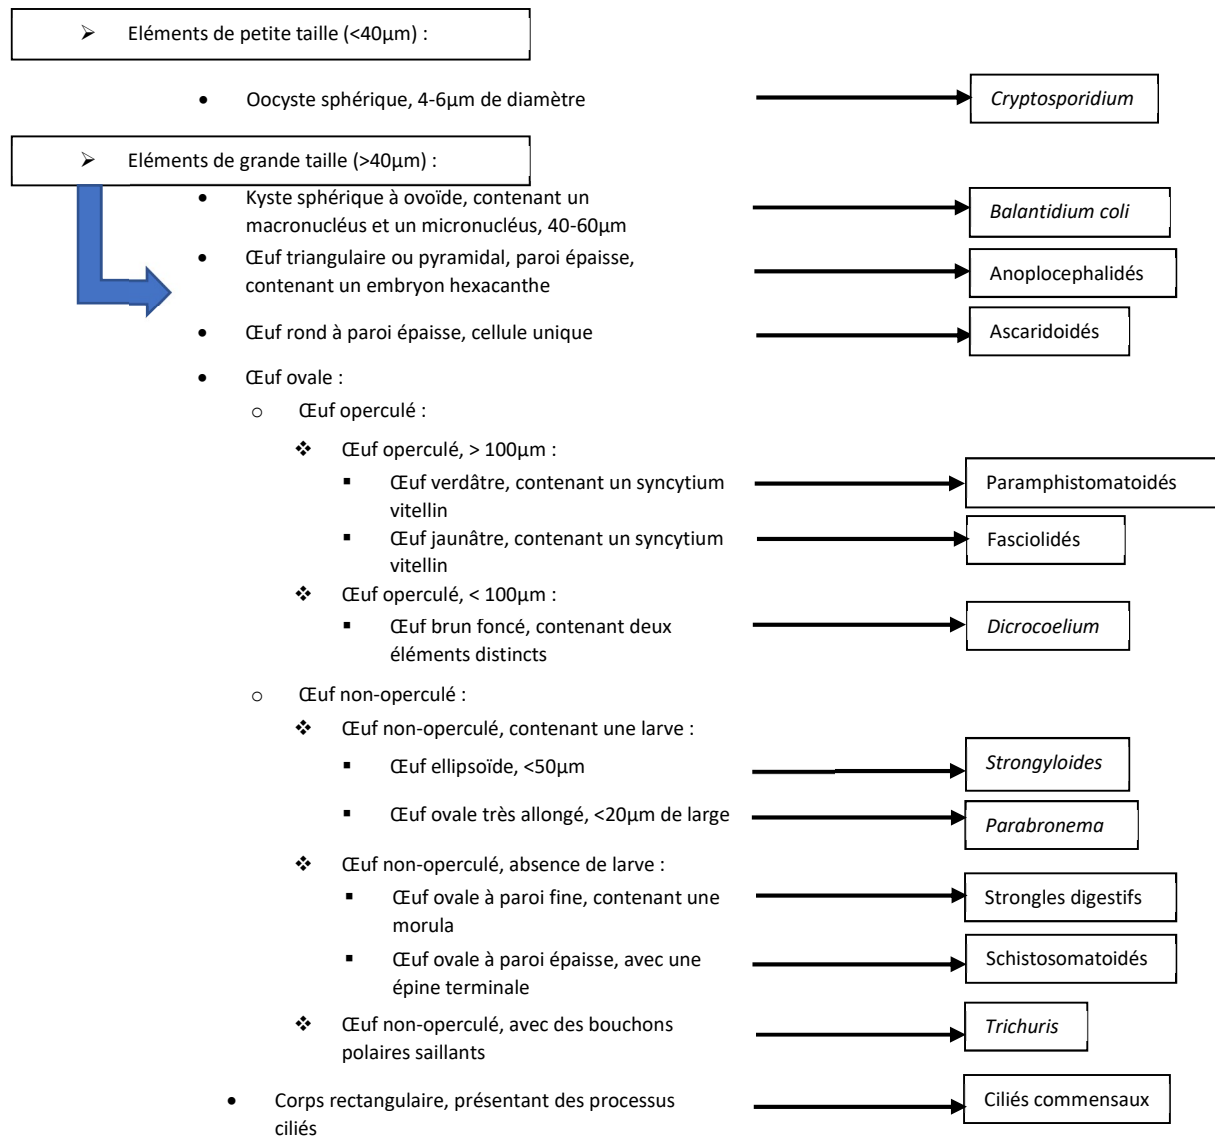 ➢ Eléments de petite taille (<40µm) :
• Oocyste sphérique, 4-6µm de diamètre
Cryptosporidium
➢ Eléments de grande taille (>40µm) :
• Kyste sphérique à ovoïde, contenant un
macronucléus et un micronucléus, 40-60µm
Balantidium coli
• Œuf triangulaire ou pyramidal, paroi épaisse,
contenant un embryon hexacanthe
Anoplocephalidés
• Œuf rond à paroi épaisse, cellule unique
Ascaridoidés
• Œuf ovale :
o Œuf operculé :
❖ Œuf operculé, > 100µm :
▪ Œuf verdâtre, contenant un syncytium
vitellin
Paramphistomatoidés
▪ Œuf jaunâtre, contenant un syncytium
vitellin
Fasciolidés
❖ Œuf operculé, < 100µm :
▪ Œuf brun foncé, contenant deux
éléments distincts
Dicrocoelium
o Œuf non-operculé :
❖ Œuf non-operculé, contenant une larve :
▪ Œuf ellipsoïde, <50µm
Strongyloides
▪ Œuf ovale très allongé, <20µm de large
Parabronema
❖ Œuf non-operculé, absence de larve :
▪ Œuf ovale à paroi fine, contenant une
morula
Strongles digestifs
▪ Œuf ovale à paroi épaisse, avec une
épine terminale
Schistosomatoidés
❖ Œuf non-operculé, avec des bouchons
polaires saillants
Trichuris
• Corps rectangulaire, présentant des processus
ciliés
Ciliés commensaux